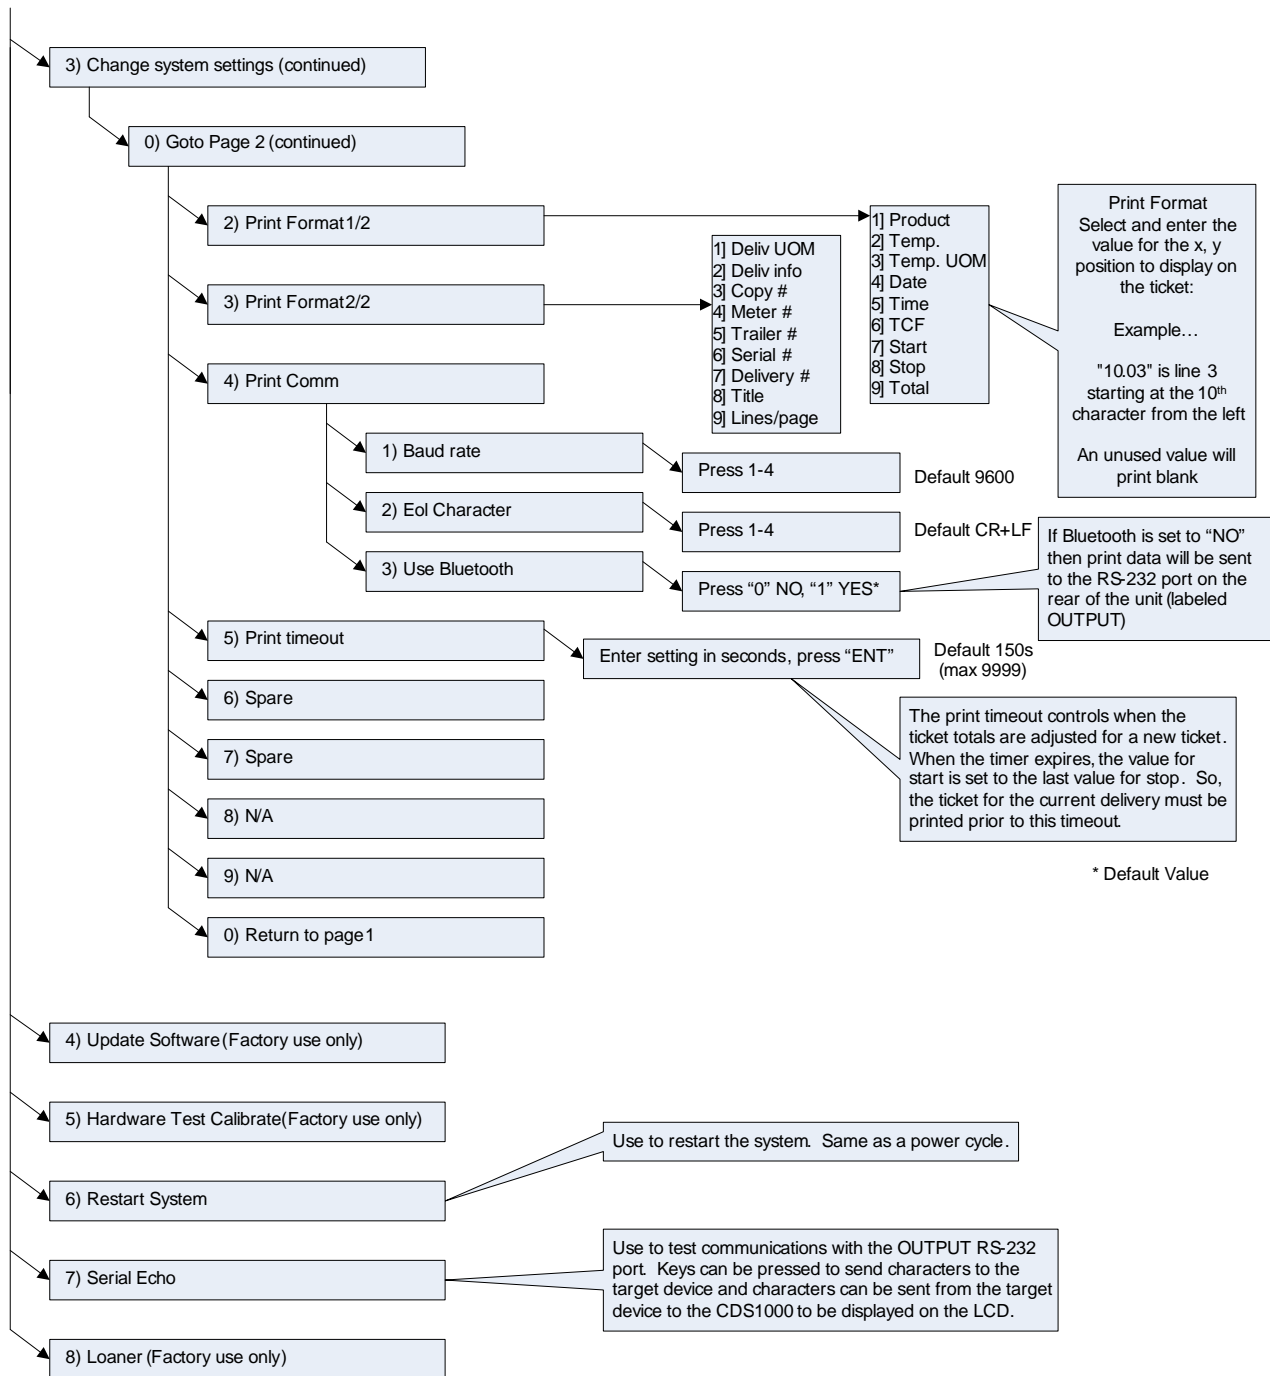 3) Change system settings (continued)
0) Goto Page 2 (continued)
2) Print Format1/2
1] Product
2] Temp.
3] Temp. UOM
4] Date
5] Time
6] TCF
7] Start
8] Stop
9] Total
Print Format
Select and enter the
value for the x, y
position to display on
the ticket:
Example…
"10.03" is line 3
starting at the 10th
character from the left
An unused value will
print blank
3) Print Format2/2
1] Deliv UOM
2] Deliv info
3] Copy #
4] Meter #
5] Trailer #
6] Serial #
7] Delivery #
8] Title
9] Lines/page
4) Print Comm
1) Baud rate
Press 1-4
Default 9600
2) Eol Character
Press 1-4
Default CR+LF
3) Use Bluetooth
Press “0” NO, “1” YES*
If Bluetooth is set to “NO”
then print data will be sent
to the RS-232 port on the
rear of the unit (labeled
OUTPUT)
5) Print timeout
Enter setting in seconds, press “ENT”
Default 150s
(max 9999)
The print timeout controls when the
ticket totals are adjusted for a new ticket.
When the timer expires, the value for
start is set to the last value for stop. So,
the ticket for the current delivery must be
printed prior to this timeout.
6) Spare
7) Spare
8) N/A
9) N/A
* Default Value
0) Return to page1
4) Update Software (Factory use only)
5) Hardware Test Calibrate(Factory use only)
6) Restart System
Use to restart the system. Same as a power cycle.
7) Serial Echo
Use to test communications with the OUTPUT RS-232
port. Keys can be pressed to send characters to the
target device and characters can be sent from the target
device to the CDS1000 to be displayed on the LCD.
8) Loaner (Factory use only)